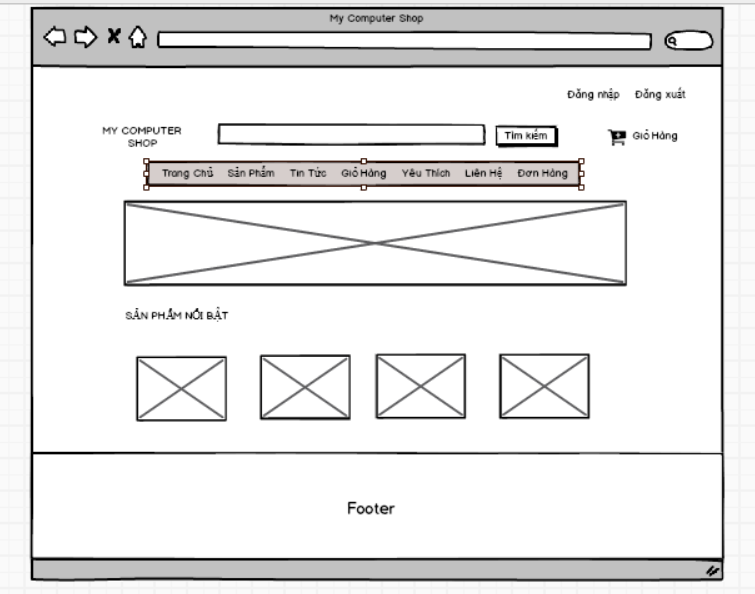 My Computer Shop
Đăng nhập Đăng xuất
MY COMPUTER
SHOP
Tìm kiếm
Giỏ Hàng
Trang Chủ Sản Phẩm Tin Tức Giỏ Hàng Yêu Thích Liên Hệ Đơn Hàng
SẢN PHẨM NỔI BẬT
Footer